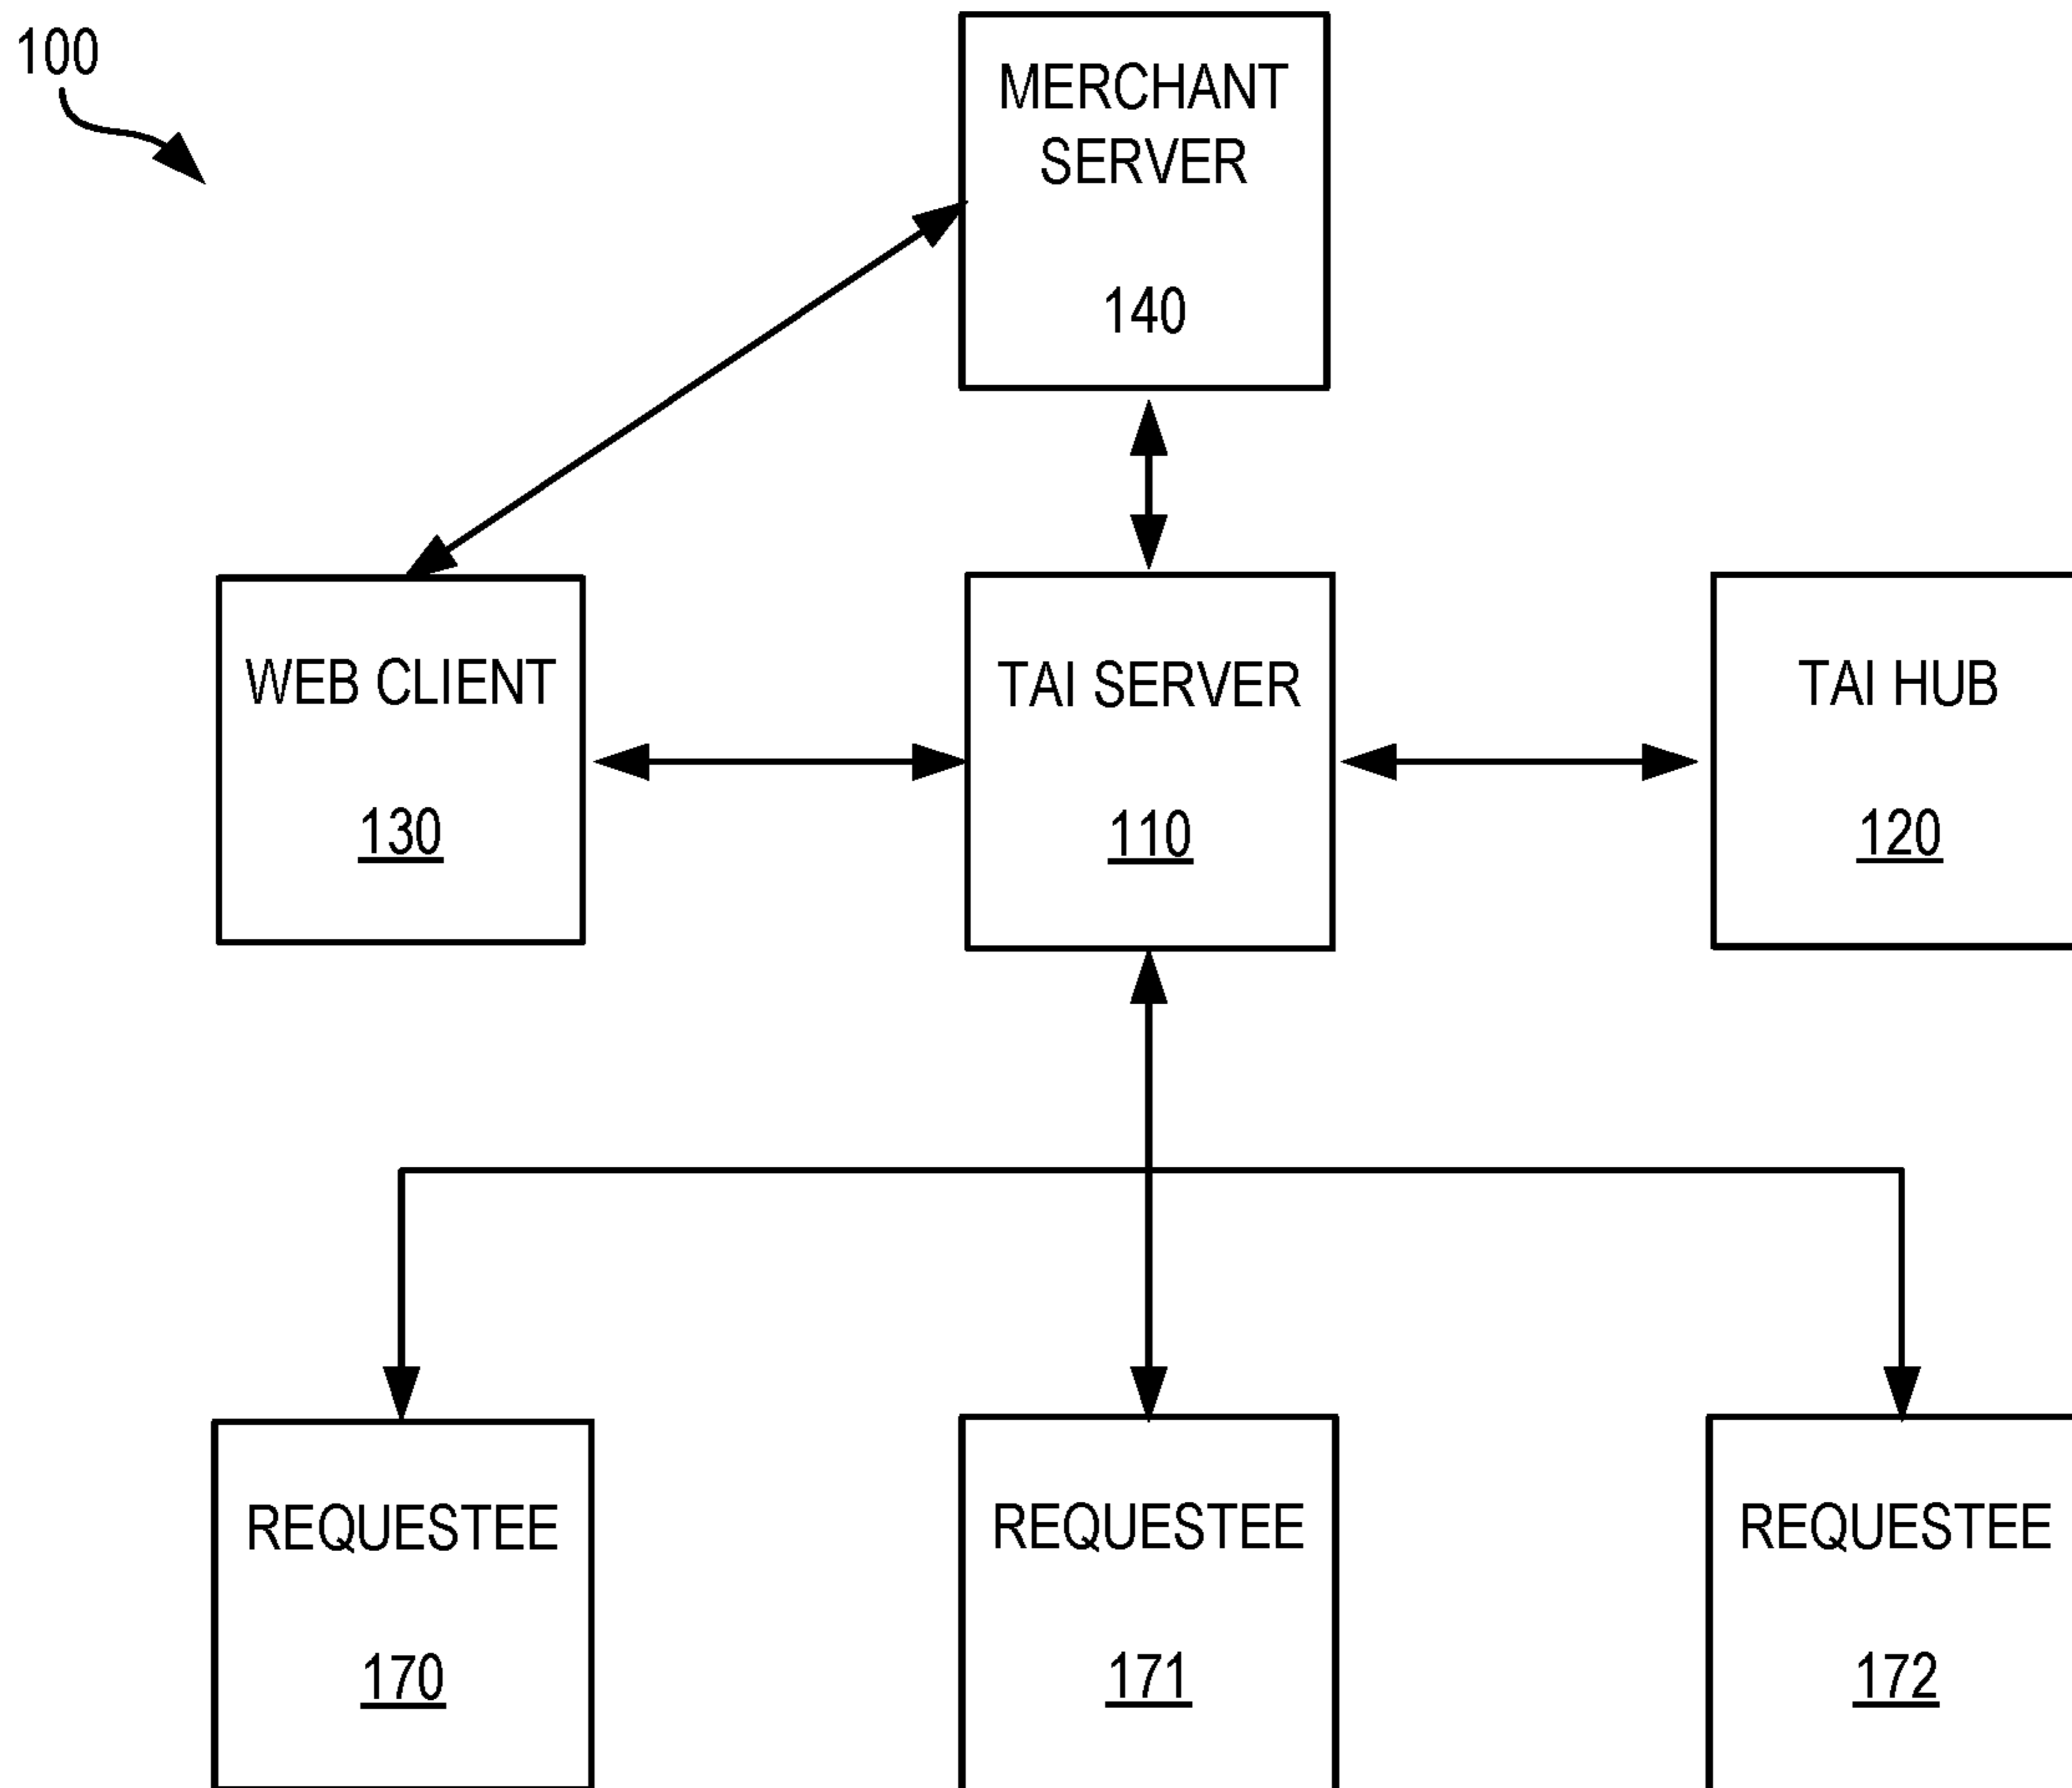 100
MERCHANT
SERVER
140
WEB CLIENT
130
TAI SERVER
110
TAI HUB
120
REQUESTEE
170
REQUESTEE
171
REQUESTEE
172